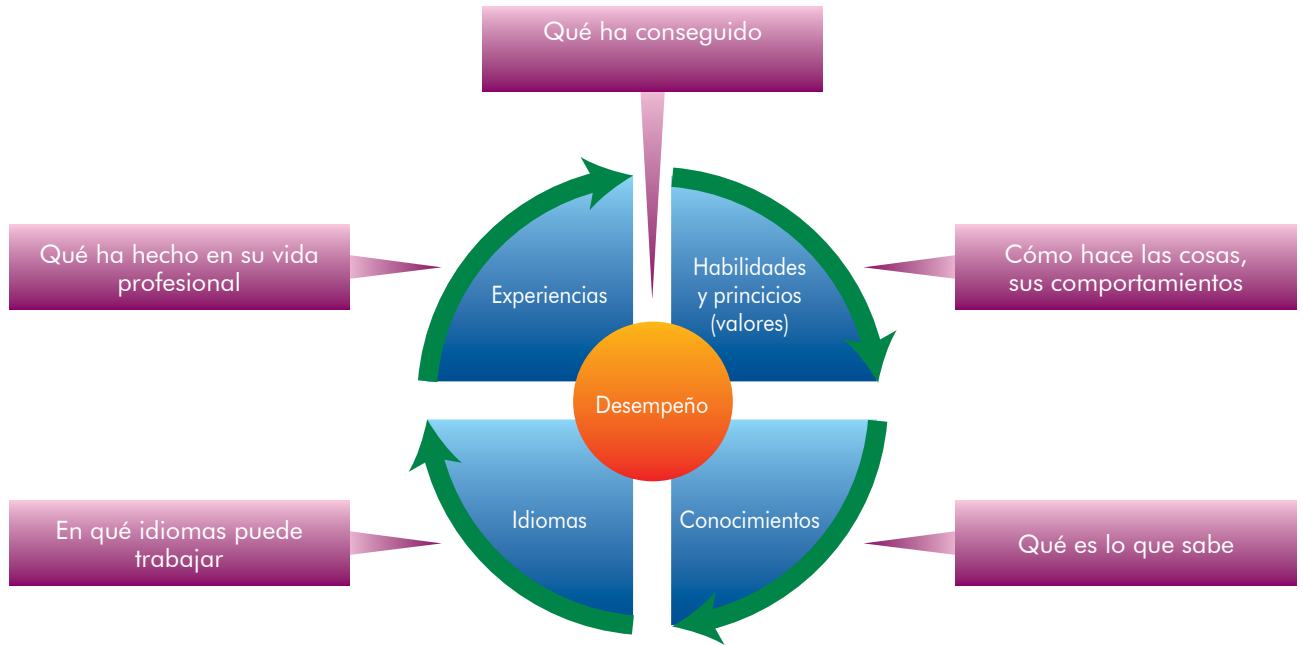 Qué ha conseguido
Qué ha hecho en su vida
profesional
Cómo hace las cosas,
sus comportamientos
Experiencias
Habilidades
y princicios
(valores)
Desempeño
Idiomas
Conocimientos
En qué idiomas puede
trabajar
Qué es lo que sabe